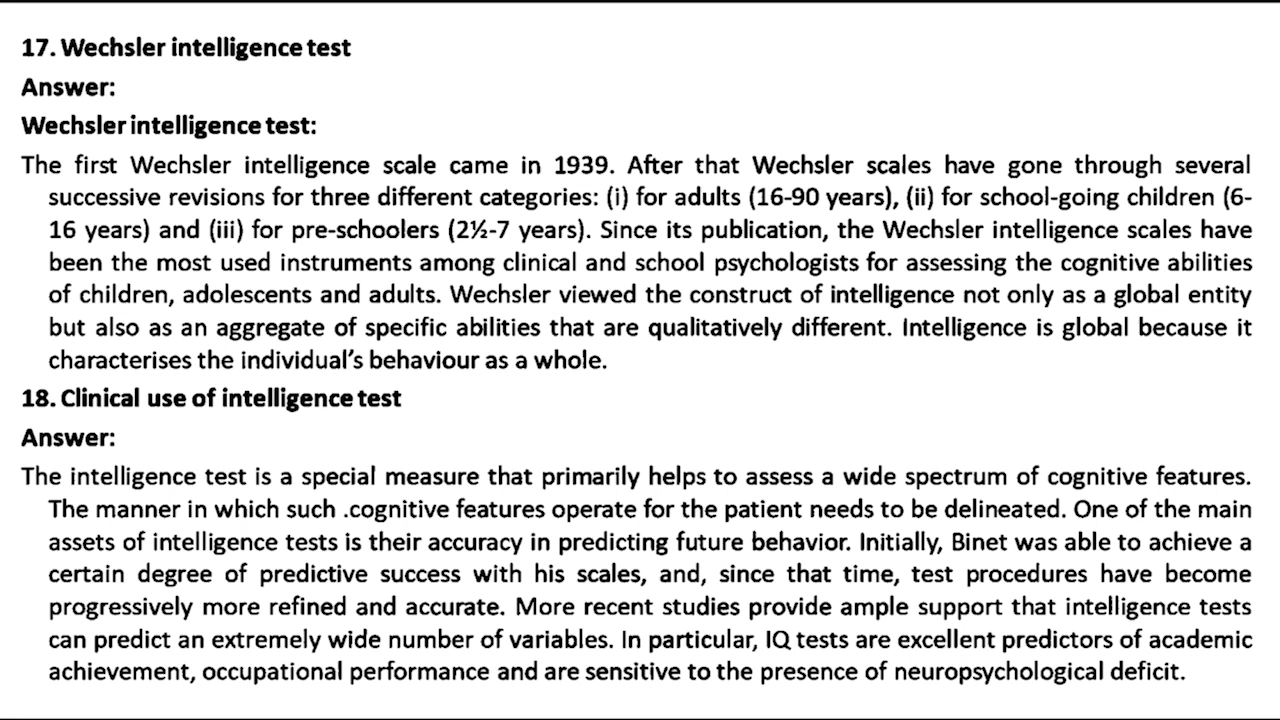 17. Wechsler intelligence test
Answer:
Wechsler intelligence test:
The first Wechsler intelligence scale came in 1939. After that Wechsler scales have gone through several
successive revisions for three different categories: (i) for adults (16-90 years), (ii) for school-going children (6-
16 years) and (iii) for pre-schoolers (2½-7 years). Since its publication, the Wechsler intelligence scales have
been the most used instruments among clinical and school psychologists for assessing the cognitive abilities
of children, adolescents and adults. Wechsler viewed the construct of intelligence not only as a global entity
but also as an aggregate of specific abilities that are qualitatively different. Intelligence is global because it
characterises the individual’s behaviour as a whole.
18. Clinical use of intelligence test
Answer:
The intelligence test is a special measure that primarily helps to assess a wide spectrum of cognitive features.
The manner in which such .cognitive features operate for the patient needs to be delineated. One of the main
assets of intelligence tests is their accuracy in predicting future behavior. Initially, Binet was able to achieve a
certain degree of predictive success with his scales, and, since that time, test procedures have become
progressively more refined and accurate. More recent studies provide ample support that intelligence tests
can predict an extremely wide number of variables. In particular, IQ tests are excellent predictors of academic
achievement, occupational performance and are sensitive to the presence of neuropsychological deficit.